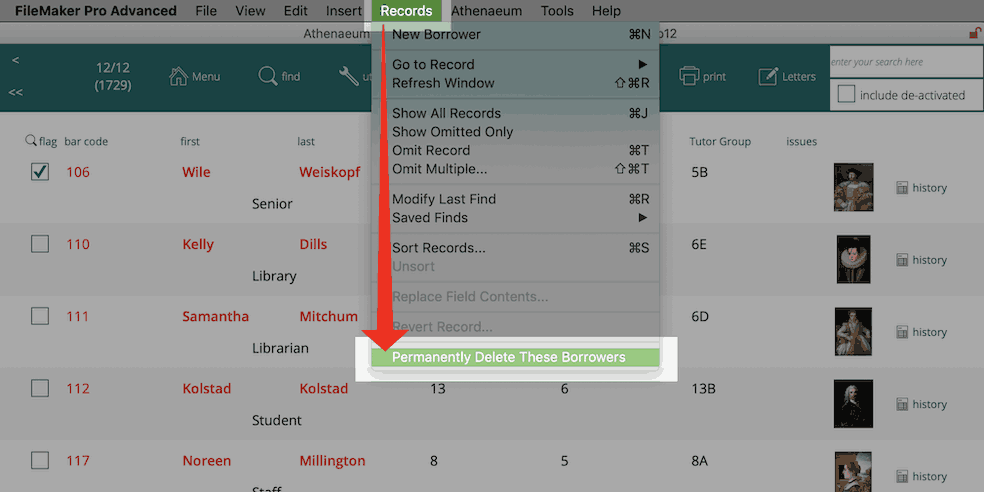 FileMaker Pro Advanced File View Edit Insert Records Athenaeum Tools Help
Athenaeum
New Borrower ⌘N
Go to Record ▶
Refresh Window ⇧⌘R
Show All Records ⌘J
Show Omitted Only
Omit Record ⌘T
Omit Multiple... ⇧⌘T
Modify Last Find ⌘R
Saved Finds ▶
Sort Records... ⌘S
Unsort
Replace Field Contents...
Revert Record...
Permanently Delete These Borrowers
<
<<
12/12
(1729)
Menu
find
print
Letters
enter your search here
include de-activated
flag bar code first last Tutor Group issues
106 Wile Weiskopf 5B history
Senior
110 Kelly Dills 6E history
Library
111 Samantha Mitchum 6D history
Librarian
112 Kolstad Kolstad 13 6 13B history
Student
117 Noreen Millington 8 5 8A history
Staff